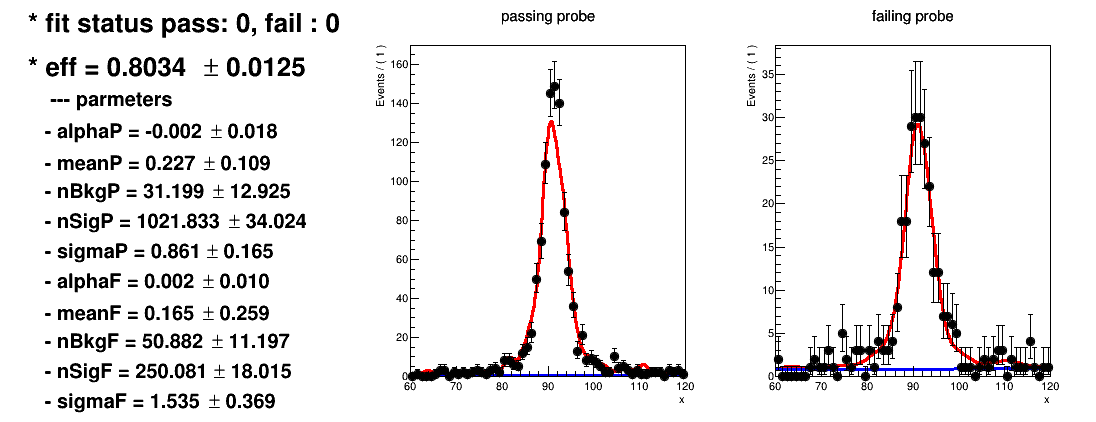 * fit status pass: 0, fail : 0
* eff = 0.8034 ± 0.0125
--- parmeters
- alphaP = -0.002 ± 0.018
- meanP = 0.227 ± 0.109
- nBkgP = 31.199 ± 12.925
- nSigP = 1021.833 ± 34.024
- sigmaP = 0.861 ± 0.165
- alphaF = 0.002 ± 0.010
- meanF = 0.165 ± 0.259
- nBkgF = 50.882 ± 11.197
- nSigF = 250.081 ± 18.015
- sigmaF = 1.535 ± 0.369
passing probe
Events / ( 1 )
160
140
120
100
80
60
40
20
0
60 70 80 90 100 110 120
x
failing probe
Events / ( 1 )
35
30
25
20
15
10
5
0
60 70 80 90 100 110 120
x